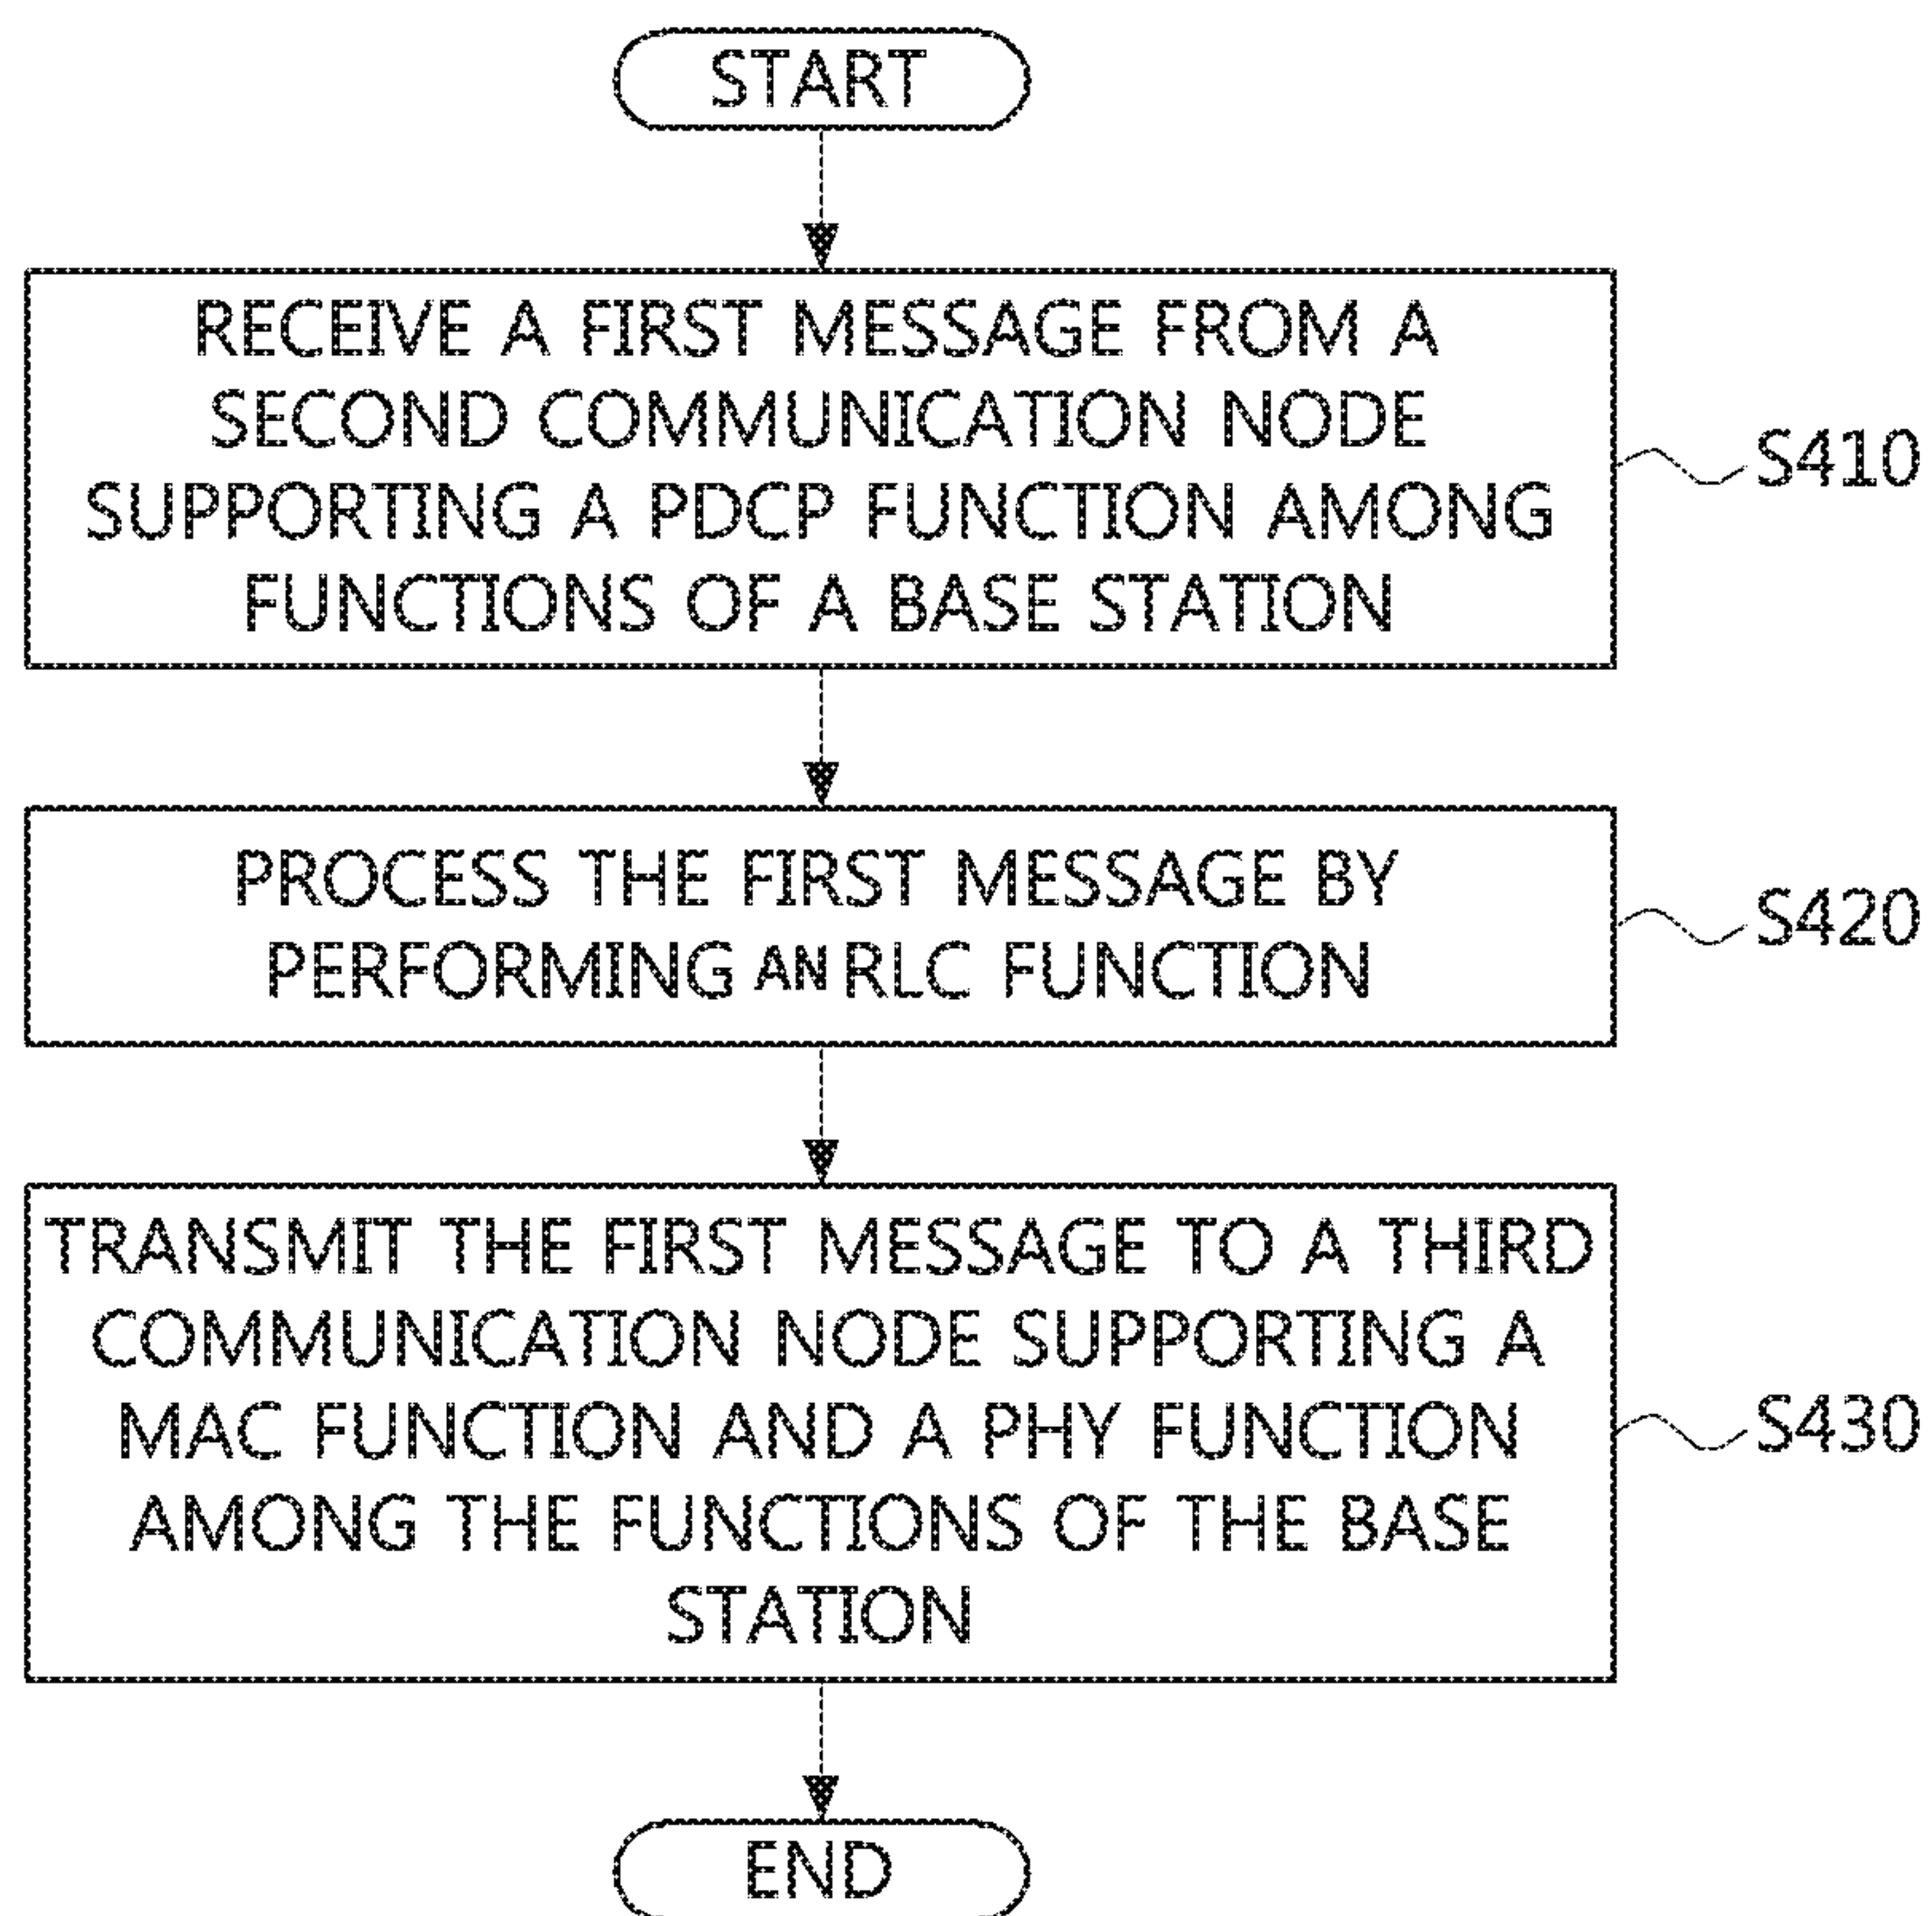 START
RECEIVE A FIRST MESSAGE FROM A
SECOND COMMUNICATION NODE
SUPPORTING A PDCP FUNCTION AMONG
FUNCTIONS OF A BASE STATION
S410
PROCESS THE FIRST MESSAGE BY
PERFORMING AN RLC FUNCTION
S420
TRANSMIT THE FIRST MESSAGE TO A THIRD
COMMUNICATION NODE SUPPORTING A
MAC FUNCTION AND A PHY FUNCTION
AMONG THE FUNCTIONS OF THE BASE
STATION
S430
END